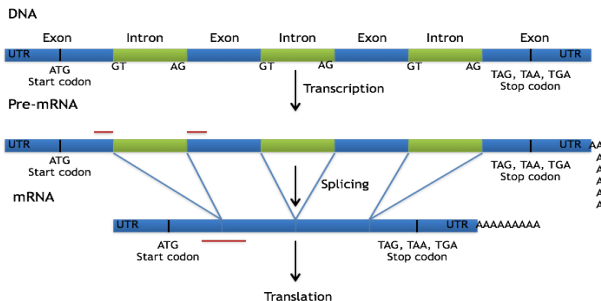 DNA
Exon Intron Exon Intron Exon Intron Exon
UTR UTR
ATG GT AG GT AG GT AG TAG, TAA, TGA
Start codon Stop codon
Transcription
Pre-mRNA
UTR UTR AA
ATG TAG, TAA, TGA A
Start codon Stop codon A
A
A
A
Splicing
mRNA
UTR UTR AAAAAAAAA
ATG TAG, TAA, TGA
Start codon Stop codon
Translation